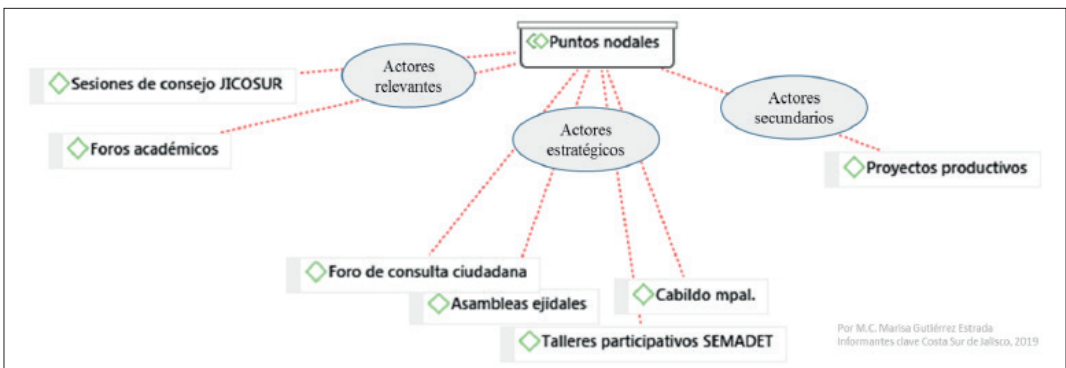 Puntos nodales
Actores
relevantes
Sesiones de consejo JICOSUR
Foros académicos
Actores
estratégicos
Foro de consulta ciudadana
Asambleas ejidales
Talleres participativos SEMADET
Cabildo mpal.
Actores
secundarios
Proyectos productivos
Por M.C. Marisa Gutiérrez Estrada
Informantes clave Costa Sur de Jalisco, 2019